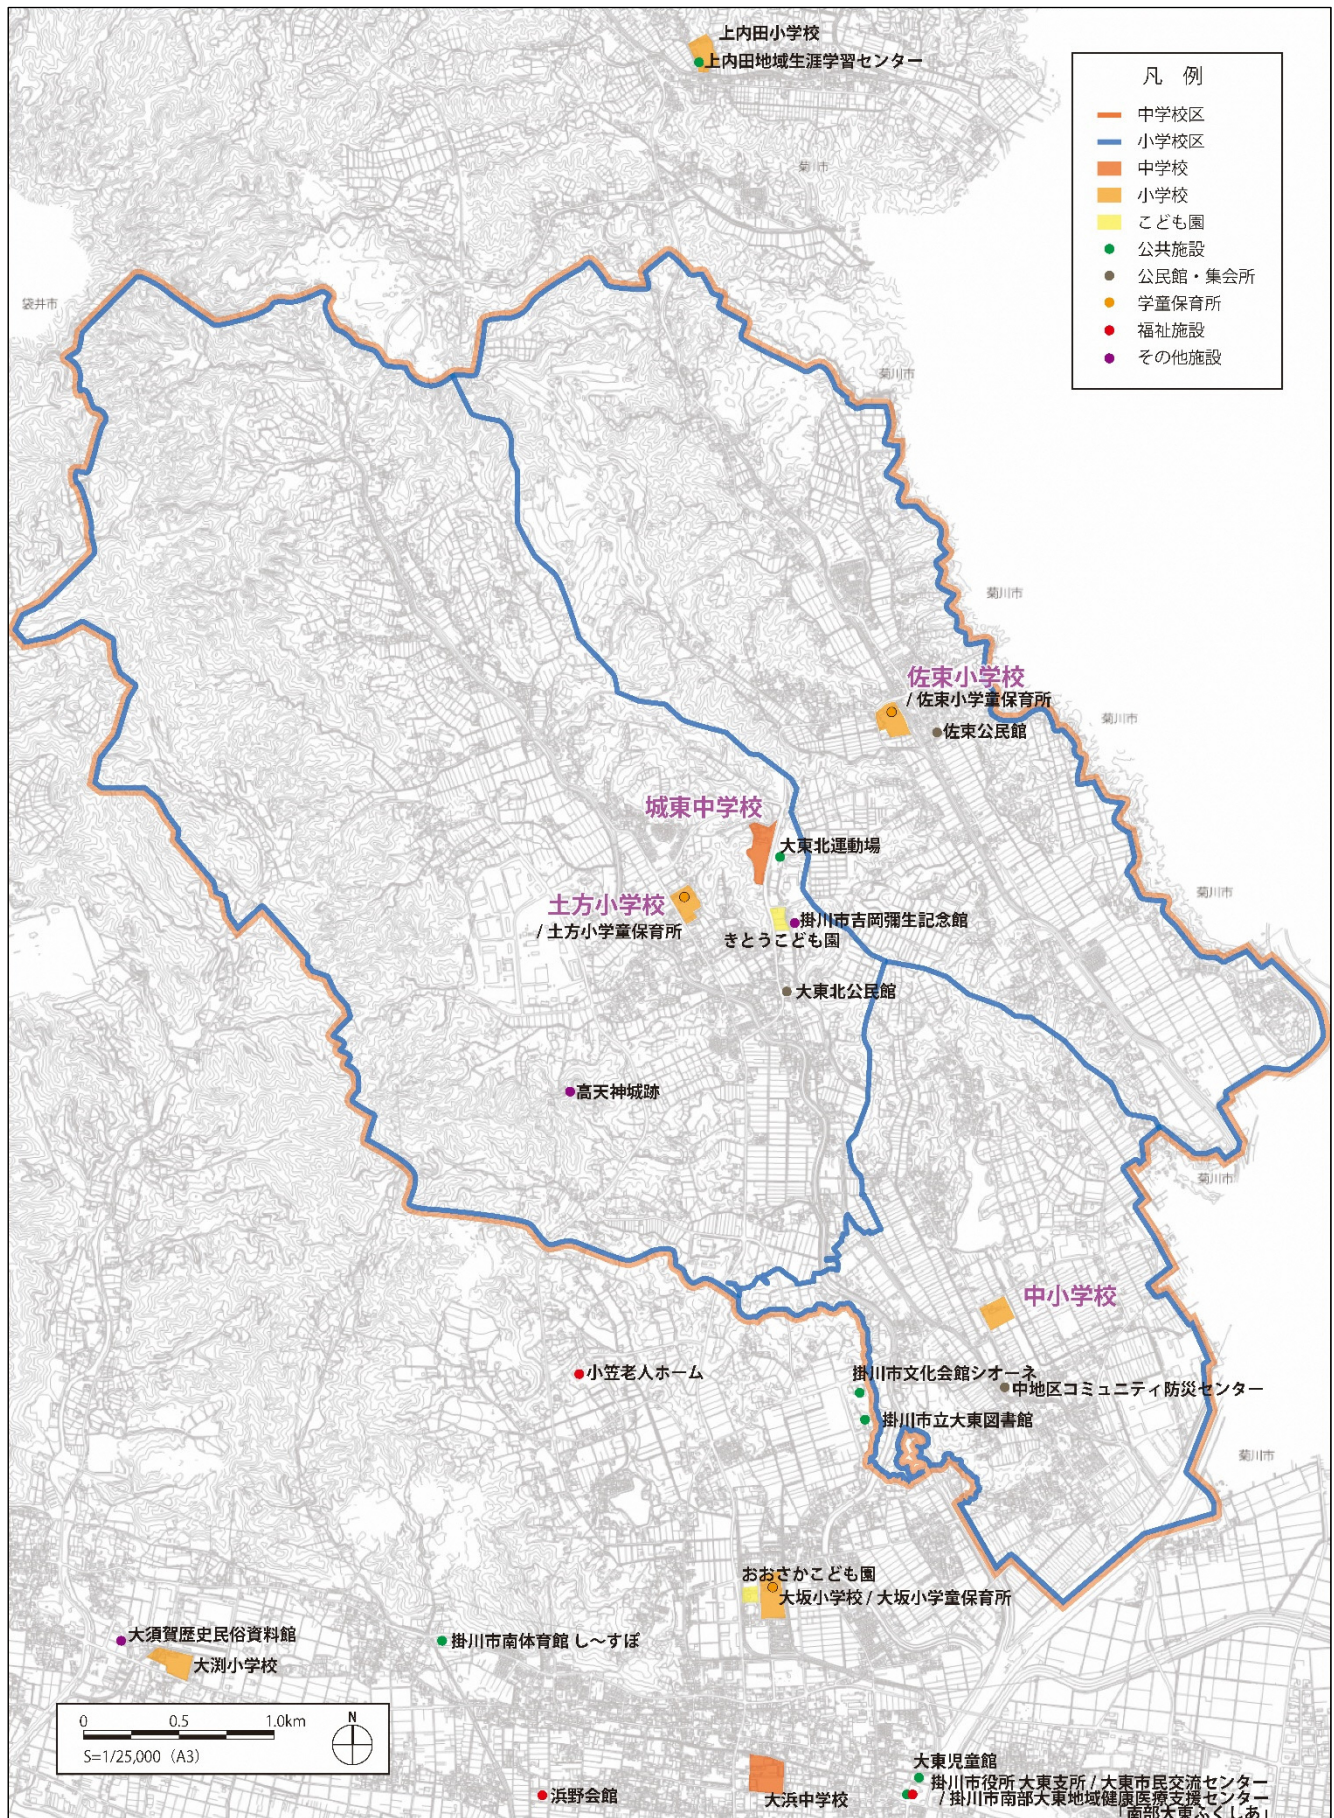 上内田小学校
上内田地域生涯学習センター
凡 例
中学校区
小学校区
中学校
小学校
こども園
公共施設
公民館・集会所
学童保育所
福祉施設
その他施設
菊川市
袋井市
菊川市
菊川市
佐束小学校
/ 佐束小学童保育所
菊川市
佐束公民館
城東中学校
大東北運動場
菊川市
土方小学校
/ 土方小学童保育所
掛川市吉岡彌生記念館
きとうこども園
大東北公民館
高天神城跡
菊川市
中小学校
小笠老人ホーム
掛川市文化会館シオーネ
中地区コミュニティ防災センター
掛川市立大東図書館
菊川市
おおさかこども園
大坂小学校 / 大坂小学童保育所
大須賀歴史民俗資料館
掛川市南体育館 し〜すぽ
大渕小学校
0 0.5 1.0km
N
S=1/25,000（A3）
大東児童館
掛川市役所 大東支所 / 大東市民交流センター
浜野会館
大浜中学校
/ 掛川市南部大東地域健康医療支援センター
「南部大東ふくしあ」